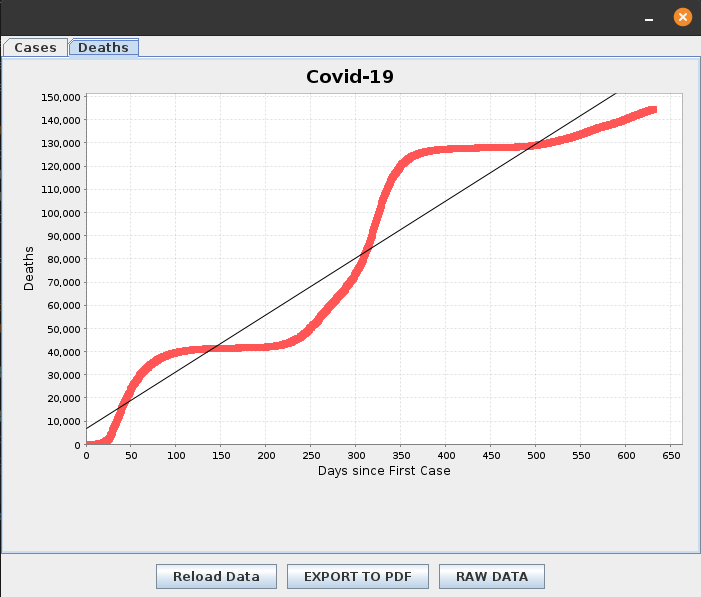 Cases Deaths
Covid-19
150,000
140,000
130,000
120,000
110,000
100,000
90,000
80,000
70,000
60,000
50,000
40,000
30,000
20,000
10,000
0
Deaths
0 50 100 150 200 250 300 350 400 450 500 550 600 650
Days since First Case
Reload Data EXPORT TO PDF RAW DATA